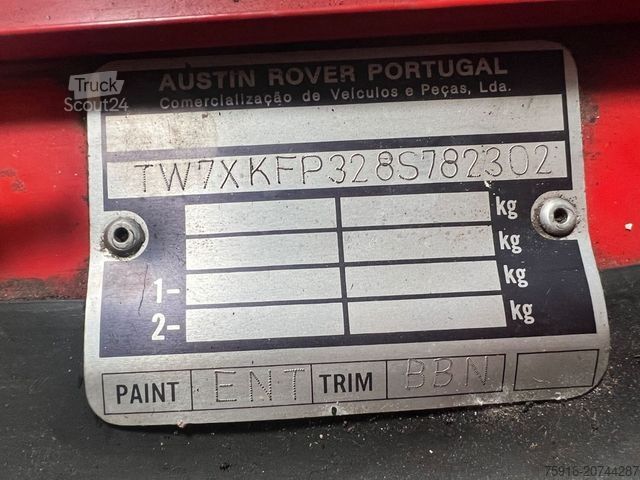 Truck
Scout24
AUSTIN ROVER PORTUGAL
Comercialização de Veículos e Peças, Lda.
TW7XKFP328S782302
kg
kg
1- kg
2- kg
PAINT ENT TRIM BBN
75916-20744287